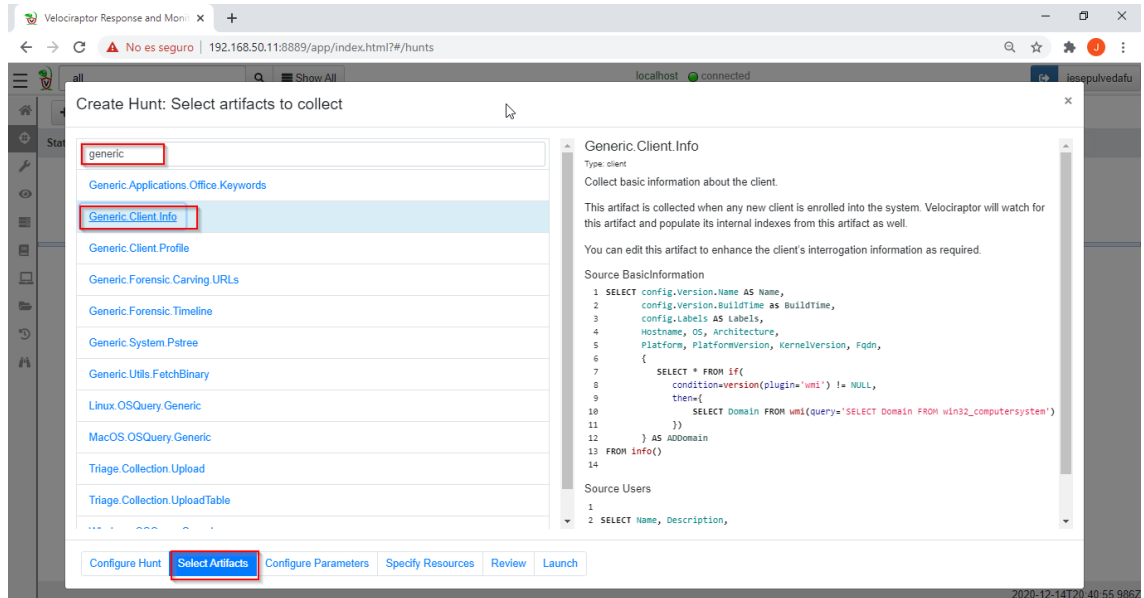 Velociraptor Response and Moni
No es seguro | 192.168.50.11:8889/app/index.html?#/hunts
J
all
Show All
localhost connected
jesepulvedafu
Create Hunt: Select artifacts to collect
×
Stat
generic
Generic.Applications.Office.Keywords
Generic.Client.Info
Generic.Client.Profile
Generic.Forensic.Carving.URLs
Generic.Forensic.Timeline
Generic.System.Pstree
Generic.Utils.FetchBinary
Linux.OSQuery.Generic
MacOS.OSQuery.Generic
Triage.Collection.Upload
Triage.Collection.UploadTable
Generic.Client.Info
Type: client
Collect basic information about the client.
This artifact is collected when any new client is enrolled into the system. Velociraptor will watch for
this artifact and populate its internal indexes from this artifact as well.
You can edit this artifact to enhance the client's interrogation information as required.
Source BasicInformation
1 SELECT config.Version.Name AS Name,
2 config.Version.BuildTime as BuildTime,
3 config.Labels AS Labels,
4 Hostname, OS, Architecture,
5 Platform, PlatformVersion, KernelVersion, Fqdn,
6 {
7 SELECT * FROM if(
8 condition=version(plugin='wmi') != NULL,
9 then={
10 SELECT Domain FROM wmi(query='SELECT Domain FROM win32_computersystem')
11 })
12 } AS ADDomain
13 FROM info()
14
Source Users
1
2 SELECT Name, Description,
Configure Hunt Select Artifacts Configure Parameters Specify Resources Review Launch
2020-12-14T20:40:55.986Z